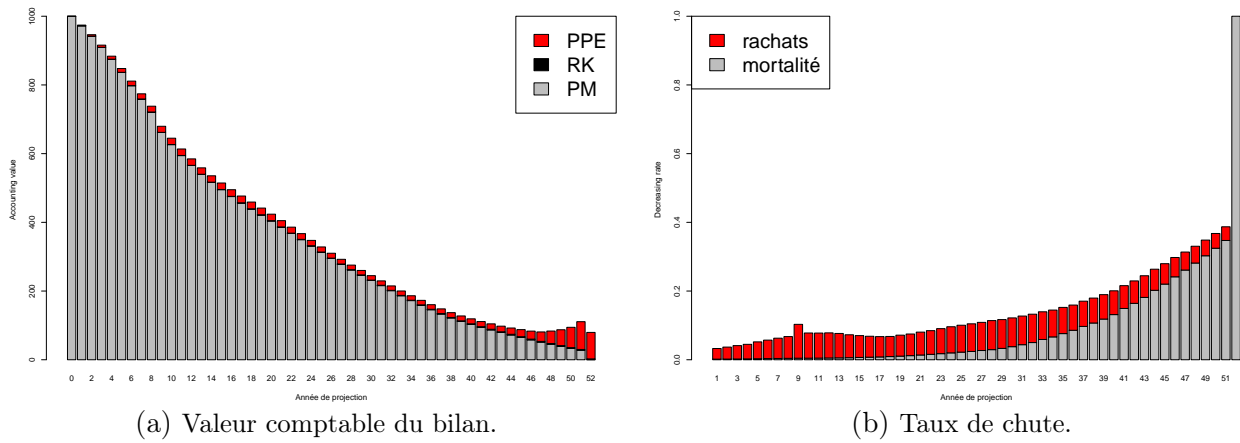 PPE
RK
PM
Accounting value
0
200
400
600
800
1000
0 2 4 6 8 10 12 14 16 18 20 22 24 26 28 30 32 34 36 38 40 42 44 46 48 50 52
Année de projection
(a) Valeur comptable du bilan.
rachats
mortalité
Decreasing rate
0.0
0.2
0.4
0.6
0.8
1.0
1 3 5 7 9 11 13 15 17 19 21 23 25 27 29 31 33 35 37 39 41 43 45 47 49 51
Année de projection
(b) Taux de chute.